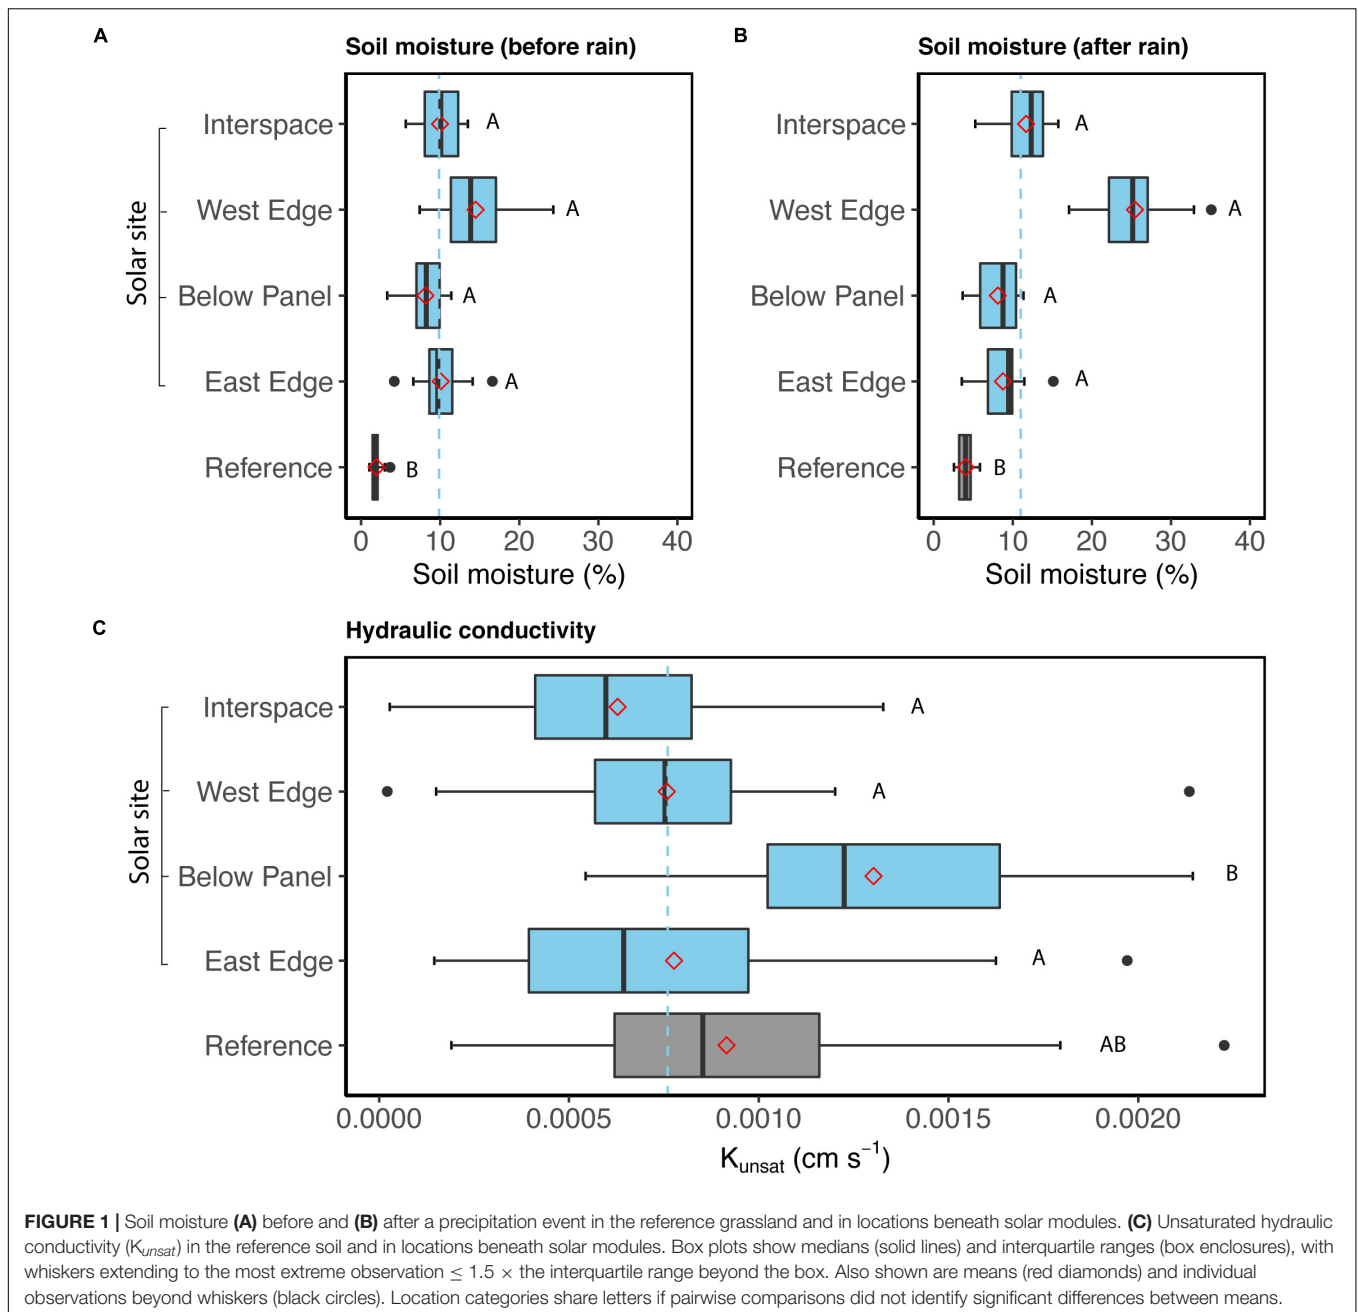 A
Soil moisture (before rain)
Solar site
Interspace
A
West Edge
A
Below Panel
A
East Edge
A
Reference
B
0 10 20 30 40
Soil moisture (%)
B
Soil moisture (after rain)
Interspace
A
West Edge
A
Below Panel
A
East Edge
A
Reference
B
0 10 20 30 40
Soil moisture (%)
C
Hydraulic conductivity
Solar site
Interspace
A
West Edge
A
Below Panel
B
East Edge
A
Reference
AB
0.0000 0.0005 0.0010 0.0015 0.0020
Kunsat (cm s−1)
FIGURE 1 | Soil moisture (A) before and (B) after a precipitation event in the reference grassland and in locations beneath solar modules. (C) Unsaturated hydraulic
conductivity (Kunsat) in the reference soil and in locations beneath solar modules. Box plots show medians (solid lines) and interquartile ranges (box enclosures), with
whiskers extending to the most extreme observation ≤ 1.5 × the interquartile range beyond the box. Also shown are means (red diamonds) and individual
observations beyond whiskers (black circles). Location categories share letters if pairwise comparisons did not identify significant differences between means.